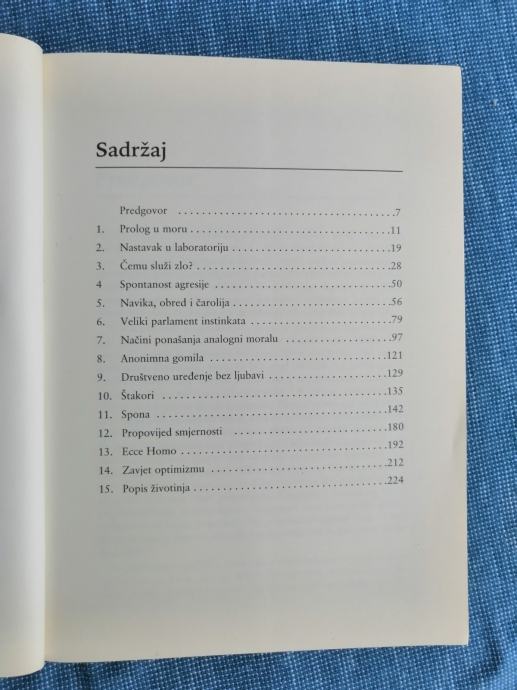 Sadržaj
Predgovor . . . . . . . . . . . . . . . . . . . . . . . . . . . . . . .7
1. Prolog u moru . . . . . . . . . . . . . . . . . . . . . . . . . . . .11
2. Nastavak u laboratoriju . . . . . . . . . . . . . . . . . . . . . .19
3. Čemu služi zlo? . . . . . . . . . . . . . . . . . . . . . . . . . . .28
4 Spontanost agresije . . . . . . . . . . . . . . . . . . . . . . . .50
5. Navika, obred i čarolija . . . . . . . . . . . . . . . . . . . . . .56
6. Veliki parlament instinkata . . . . . . . . . . . . . . . . . . .79
7. Načini ponašanja analogni moralu . . . . . . . . . . . . . .97
8. Anonimna gomila . . . . . . . . . . . . . . . . . . . . . . . . .121
9. Društveno uređenje bez ljubavi . . . . . . . . . . . . . . . .129
10. Štakori . . . . . . . . . . . . . . . . . . . . . . . . . . . . . . . .135
11. Spona . . . . . . . . . . . . . . . . . . . . . . . . . . . . . . . .142
12. Propovijed smjernosti . . . . . . . . . . . . . . . . . . . . . .180
13. Ecce Homo . . . . . . . . . . . . . . . . . . . . . . . . . . . .192
14. Zavjet optimizmu . . . . . . . . . . . . . . . . . . . . . . . .212
15. Popis životinja . . . . . . . . . . . . . . . . . . . . . . . . . .224